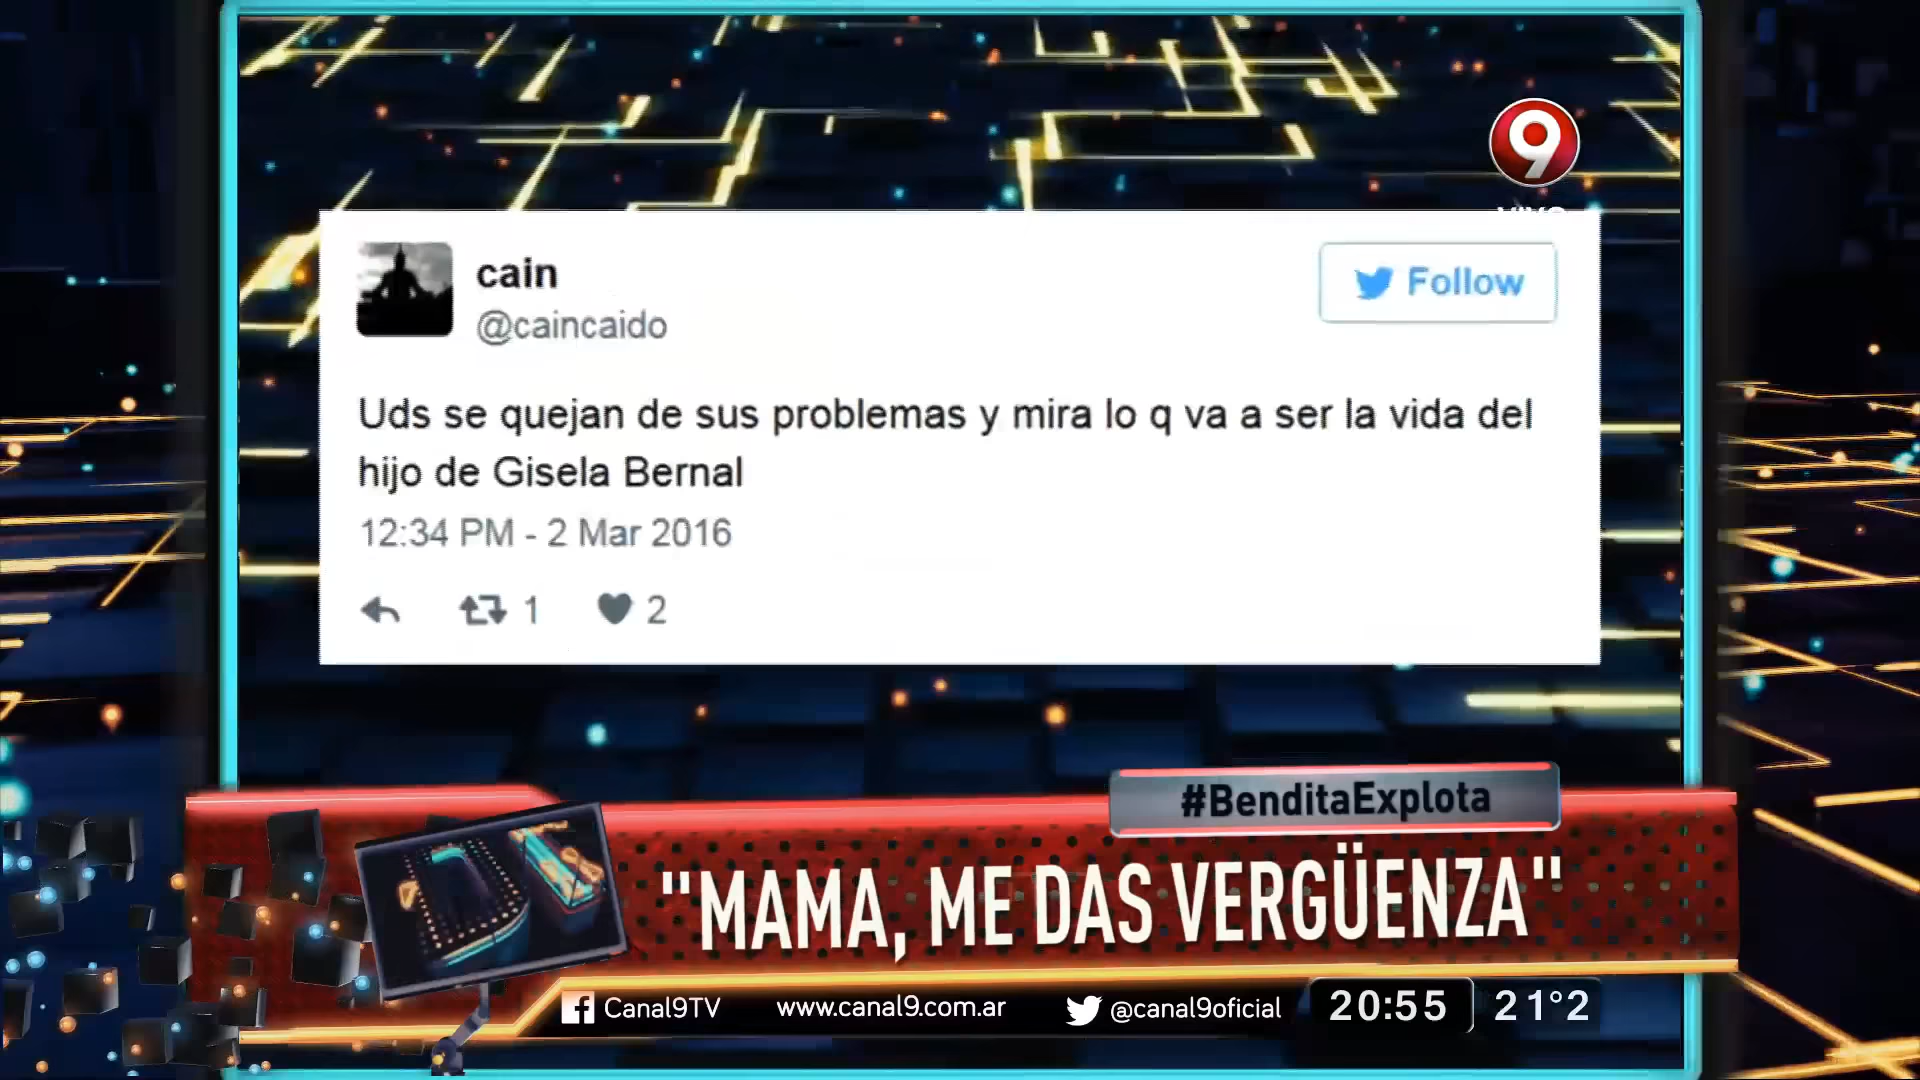 9
VIVO
cain
@caincaido
Follow
Uds se quejan de sus problemas y mira lo q va a ser la vida del
hijo de Gisela Bernal
12:34 PM - 2 Mar 2016
1
2
#BenditaExplota
"MAMA, ME DAS VERGÜENZA"
Canal9TV
www.canal9.com.ar
@canal9oficial
20:55
21°2